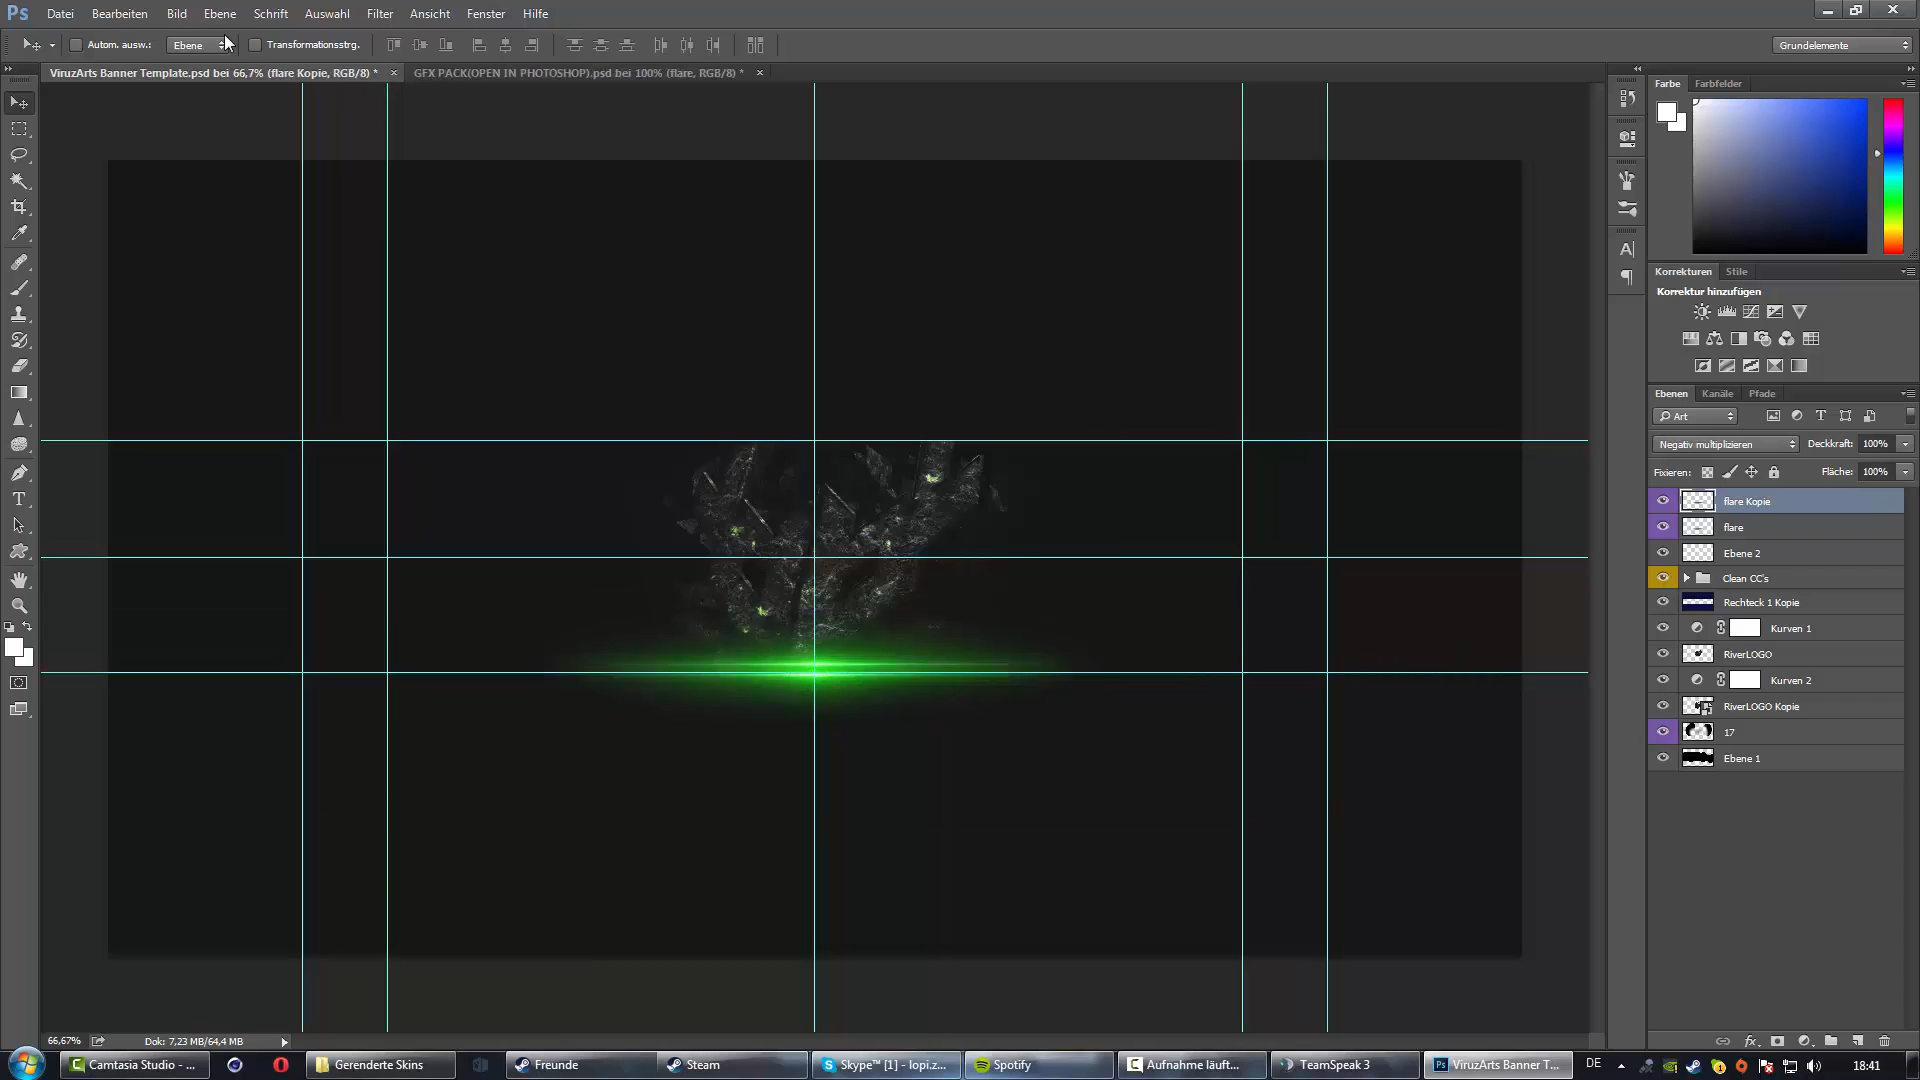 Ps Datei Bearbeiten Bild Ebene Schrift Auswahl Filter Ansicht Fenster Hilfe
Autom. ausw.: Ebene Transformationsstrg. Grundelemente
ViruzArts Banner Template.psd bei 66,7% (flare Kopie, RGB/8) * GFX PACK(OPEN IN PHOTOSHOP).psd bei 100% (flare, RGB/8) *
Farbe Farbfelder
Korrekturen Stile
Korrektur hinzufügen
Ebenen Kanäle Pfade
Art
Negativ multiplizieren Deckkraft: 100%
Fixieren: Fläche: 100%
flare Kopie
flare
Ebene 2
Clean CC's
Rechteck 1 Kopie
Kurven 1
RiverLOGO
Kurven 2
RiverLOGO Kopie
17
Ebene 1
66,67% Dok: 7,23 MB/64,4 MB
Camtasia Studio - ... Gerenderte Skins Freunde Steam Skype™ [1] - lopi.z... Spotify Aufnahme läuft... TeamSpeak 3 ViruzArts Banner T... DE 18:41